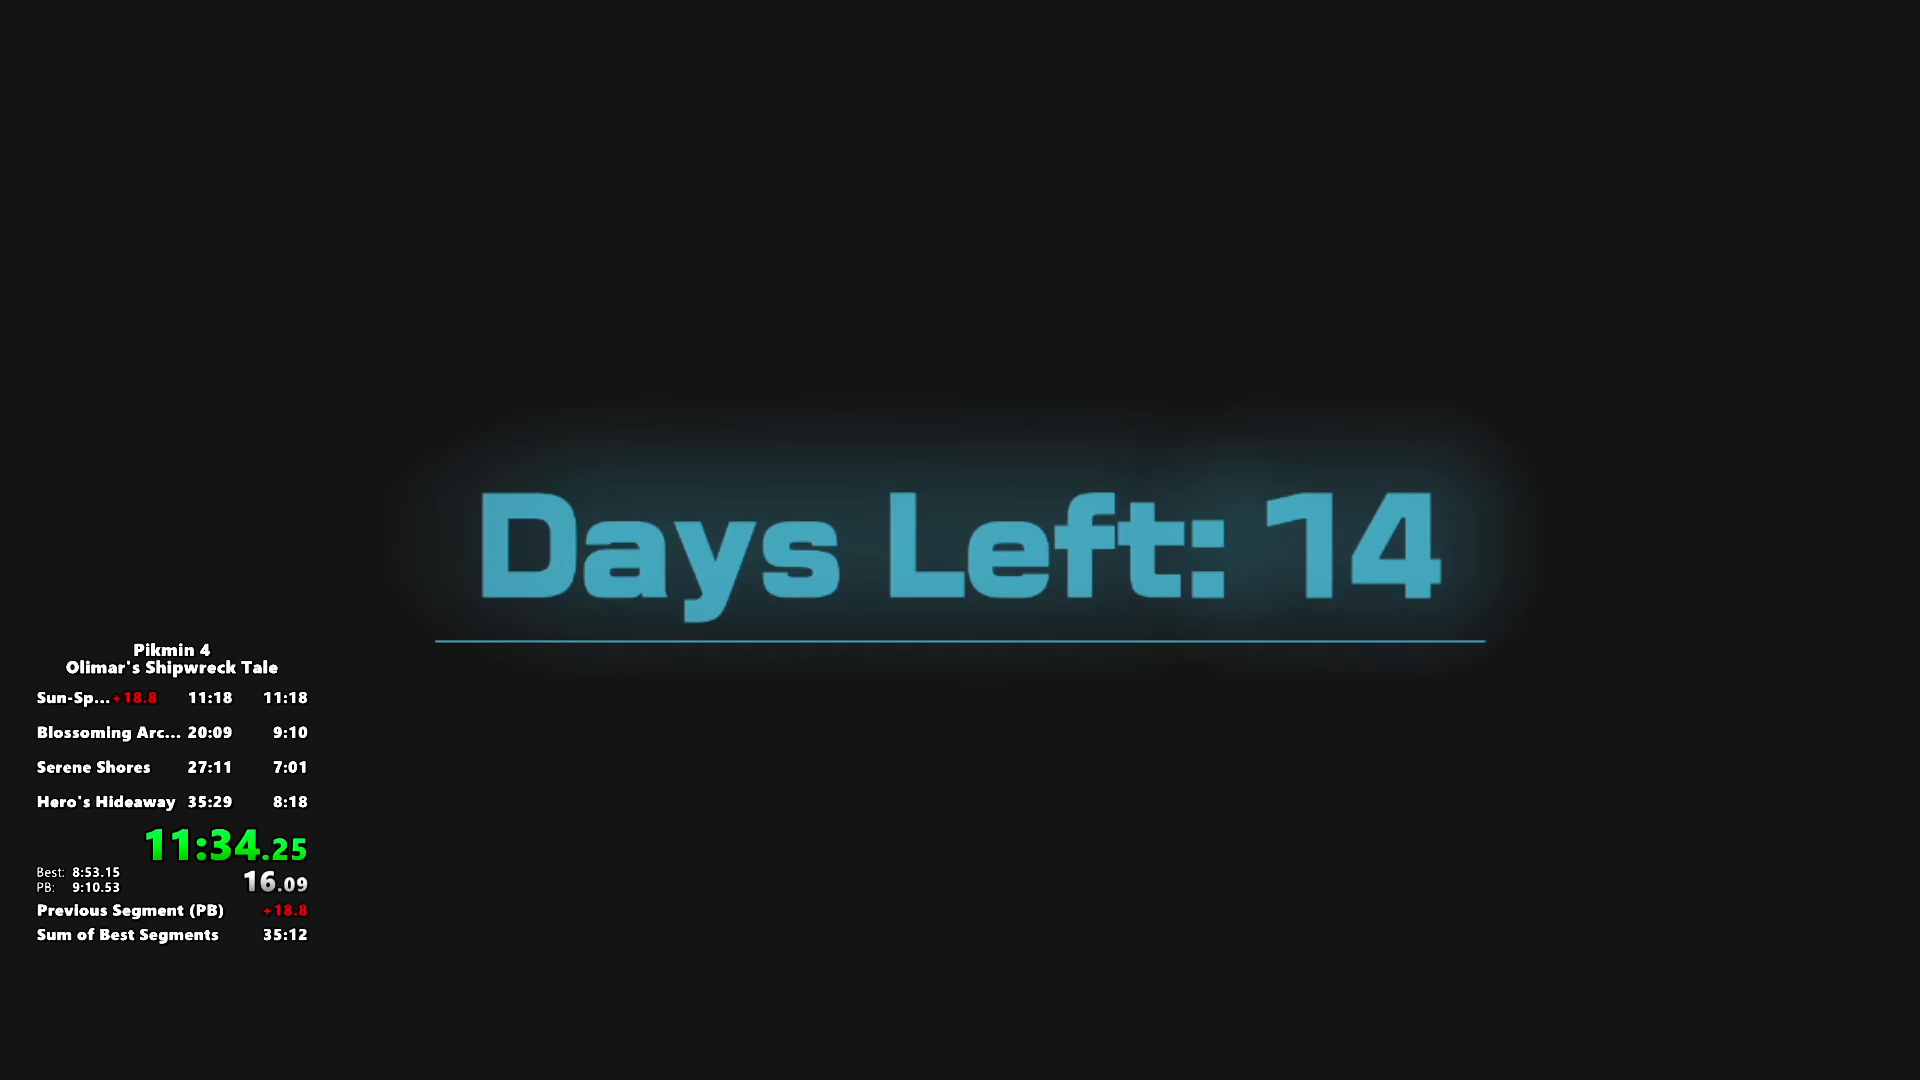 Days Left: 14
Pikmin 4
Olimar's Shipwreck Tale
Sun-Sp... +18.8 11:18 11:18
Blossoming Arc... 20:09 9:10
Serene Shores 27:11 7:01
Hero's Hideaway 35:29 8:18
11:34.25
Best: 8:53.15
PB: 9:10.53
16.09
Previous Segment (PB) +18.8
Sum of Best Segments 35:12